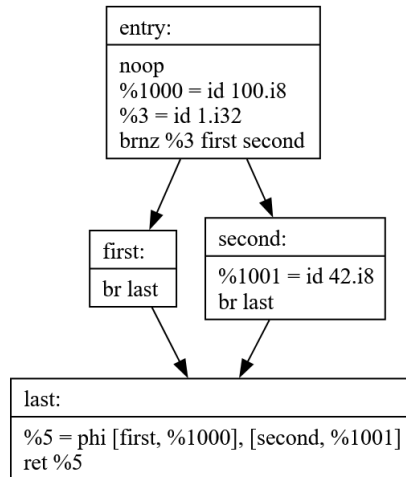 entry:
noop
%1000 = id 100.i8
%3 = id 1.i32
brnz %3 first second
first:
br last
second:
%1001 = id 42.i8
br last
last:
%5 = phi [first, %1000], [second, %1001]
ret %5